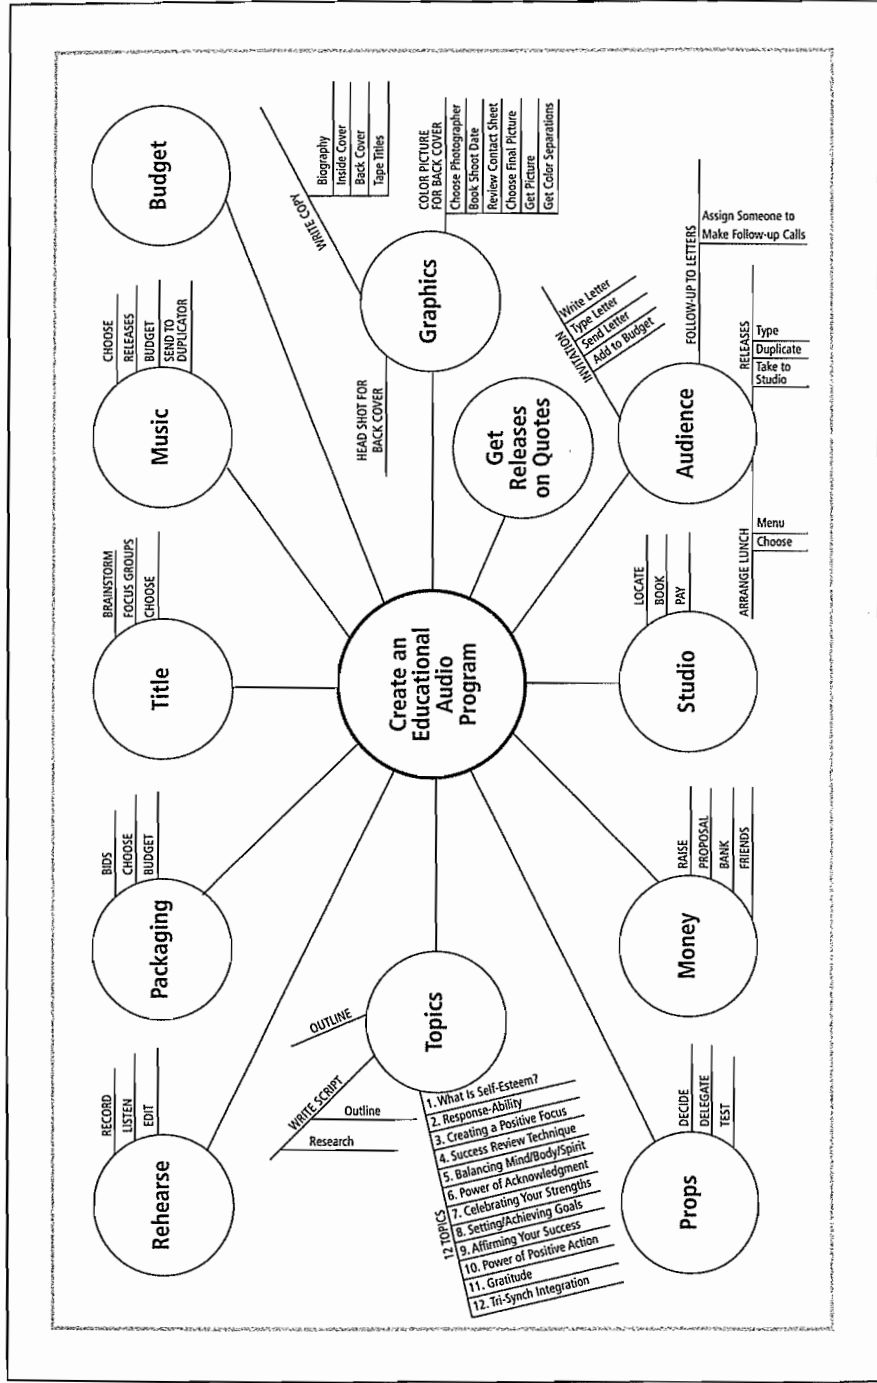 Create an
Educational
Audio
Program
Rehearse
RECORD
LISTEN
EDIT
Packaging
BIDS
CHOOSE
BUDGET
Title
BRAINSTORM
FOCUS GROUPS
CHOOSE
Music
CHOOSE
RELEASES
BUDGET
SEND TO
DUPLICATOR
Budget
Graphics
WRITE COPY
Biography
Inside Cover
Back Cover
Tape Titles
COLOR PICTURE
FOR BACK COVER
Choose Photographer
Book Shoot Date
Review Contact Sheet
Choose Final Picture
Get Picture
Get Color Separations
HEAD SHOT FOR
BACK COVER
Get
Releases
on Quotes
Audience
INVITATION
Write Letter
Type Letter
Send Letter
Add to Budget
FOLLOW-UP TO LETTERS
Assign Someone to
Make Follow-up Calls
RELEASES
Type
Duplicate
Take to
Studio
ARRANGE LUNCH
Menu
Choose
Studio
LOCATE
BOOK
PAY
Money
RAISE
PROPOSAL
BANK
FRIENDS
Props
DECIDE
DELEGATE
TEST
Topics
OUTLINE
WRITE SCRIPT
Outline
Research
12 TOPICS
1. What Is Self-Esteem?
2. Response-Ability
3. Creating a Positive Focus
4. Success Review Technique
5. Balancing Mind/Body/Spirit
6. Power of Acknowledgment
7. Celebrating Your Strengths
8. Setting/Achieving Goals
9. Affirming Your Success
10. Power of Positive Action
11. Gratitude
12. Tri-Synch Integration